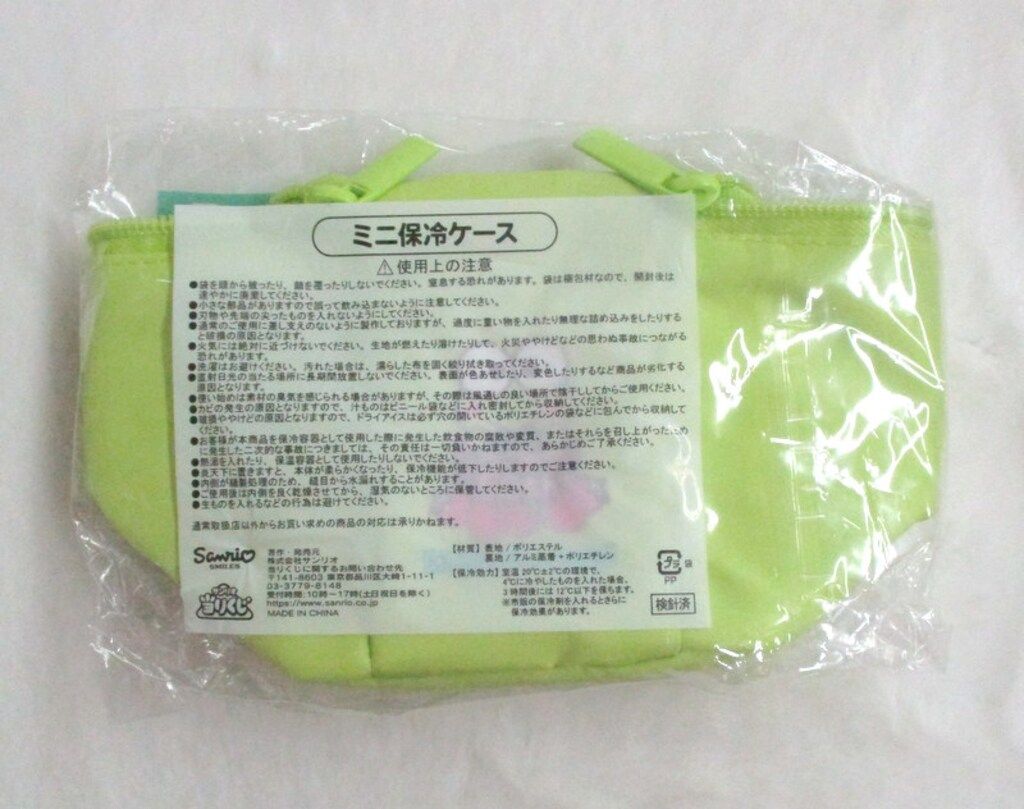 ミニ保冷ケース
⚠使用上の注意
●袋を頭から被ったり、顔を覆ったりしないでください。窒息する恐れがあります。袋は梱包材なので、開封後は
速やかに廃棄してください。
●小さな部品がありますので誤って飲み込まないように注意してください。
●刃物や先端の尖ったものを入れないようにしてください。
●通常のご使用に差し支えのないように製作しておりますが、過度に重い物を入れたり無理な詰め込みをしたりする
と破損の原因となります。
●火気には絶対に近づけないでください。生地が燃えたり溶けたりして、火災ややけどなどの思わぬ事故につながる
恐れがあります。
●洗濯はお避けください。汚れた場合は、濡らした布を固く絞り拭き取ってください。
●直射日光の当たる場所に長期間放置しないでください。表面が色あせしたり、変色したりするなど商品が劣化する
原因となります。
●使い始めは素材の臭気を感じられる場合がありますが、その際は風通しの良い場所で陰干ししてからご使用ください。
●カビの発生の原因となりますので、汁ものはビニール袋などに入れ密封してから収納してください。
●破損ややけどの原因となりますので、ドライアイスは必ず穴の開いているポリエチレンの袋などに包んでから収納して
ください。
●お客様が本商品を保冷容器として使用した際に発生した飲食物の腐敗や変質、またはそれらを召し上がったため
に発生した二次的な事故につきましては、その責任は一切負いかねますので、あらかじめご了承ください。
●熱湯を入れたり、保温容器として使用したりしないでください。
●炎天下に置きますと、本体が柔らかくなったり、保冷機能が低下したりしますのでご注意ください。
●内面が縫製処理のため、縫目から水漏れすることがあります。
●ご使用後は内側を良く乾燥させてから、湿気のないところに保管してください。
●生ものを入れるなどの行為は避けてください。
通常取扱店以外からお買い求めの商品の対応は承りかねます。
Sanrio
SMILES
当りくじ
著作・発売元
株式会社サンリオ
当りくじに関するお問い合わせ先
〒141-8603 東京都品川区大崎1-11-1
03-3779-8148
受付時間:10時〜17時(土日祝日を除く)
https://www.sanrio.co.jp
MADE IN CHINA
【材質】表地/ポリエステル
裏地/アルミ蒸着+ポリエチレン
【保冷効力】室温20℃±2℃の環境で、
4℃に冷やしたものを入れた場合、
3時間後には12℃以下を保ちます。
※市販の保冷剤を入れるとさらに
保冷効果があります。
プラ 袋
PP
検針済